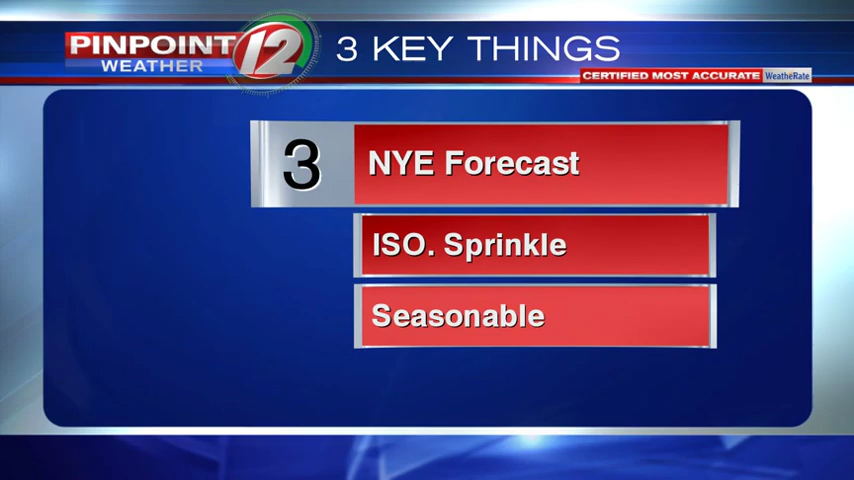 PINPOINT 12
WEATHER
3 KEY THINGS
CERTIFIED MOST ACCURATE WeatheRate
3 NYE Forecast
ISO. Sprinkle
Seasonable